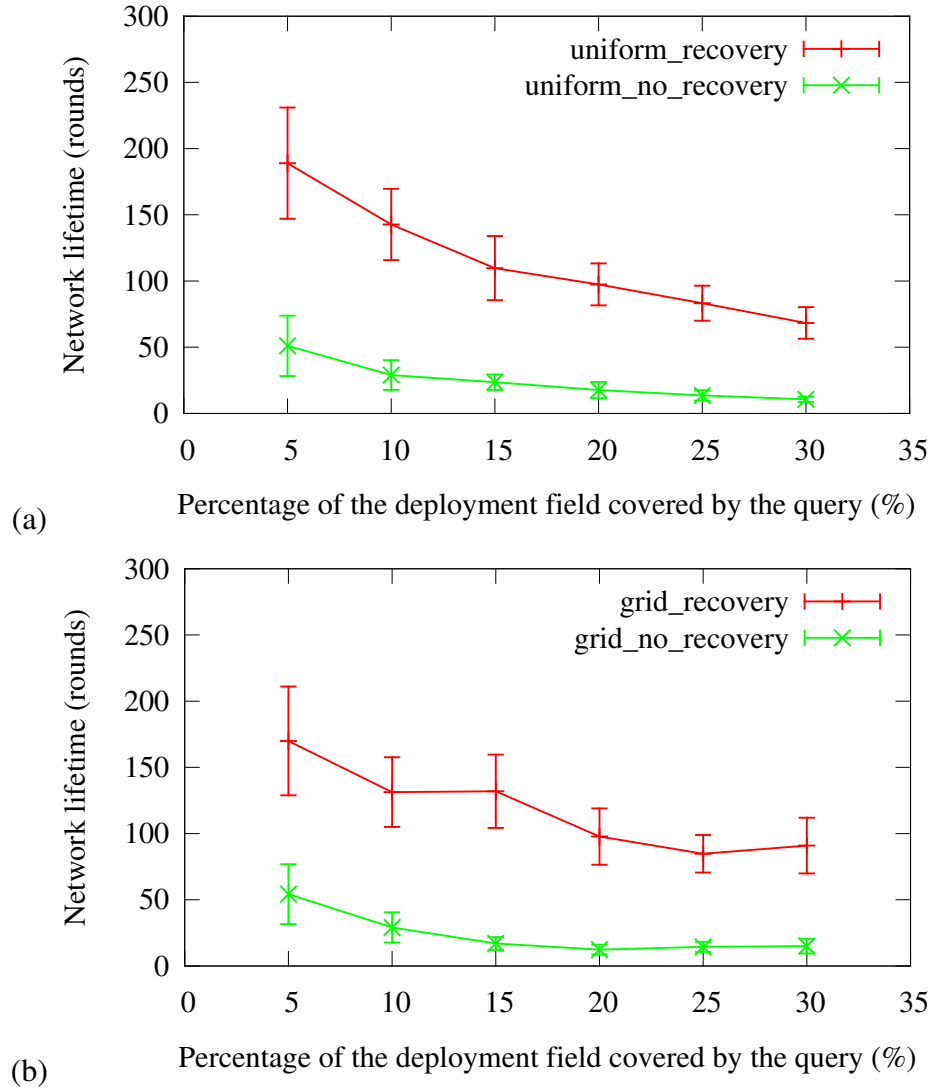 300
250
200
150
100
50
0
Network lifetime (rounds)
uniform_recovery
uniform_no_recovery
0 5 10 15 20 25 30 35
Percentage of the deployment field covered by the query (%)
(a)
300
250
200
150
100
50
0
Network lifetime (rounds)
grid_recovery
grid_no_recovery
0 5 10 15 20 25 30 35
Percentage of the deployment field covered by the query (%)
(b)